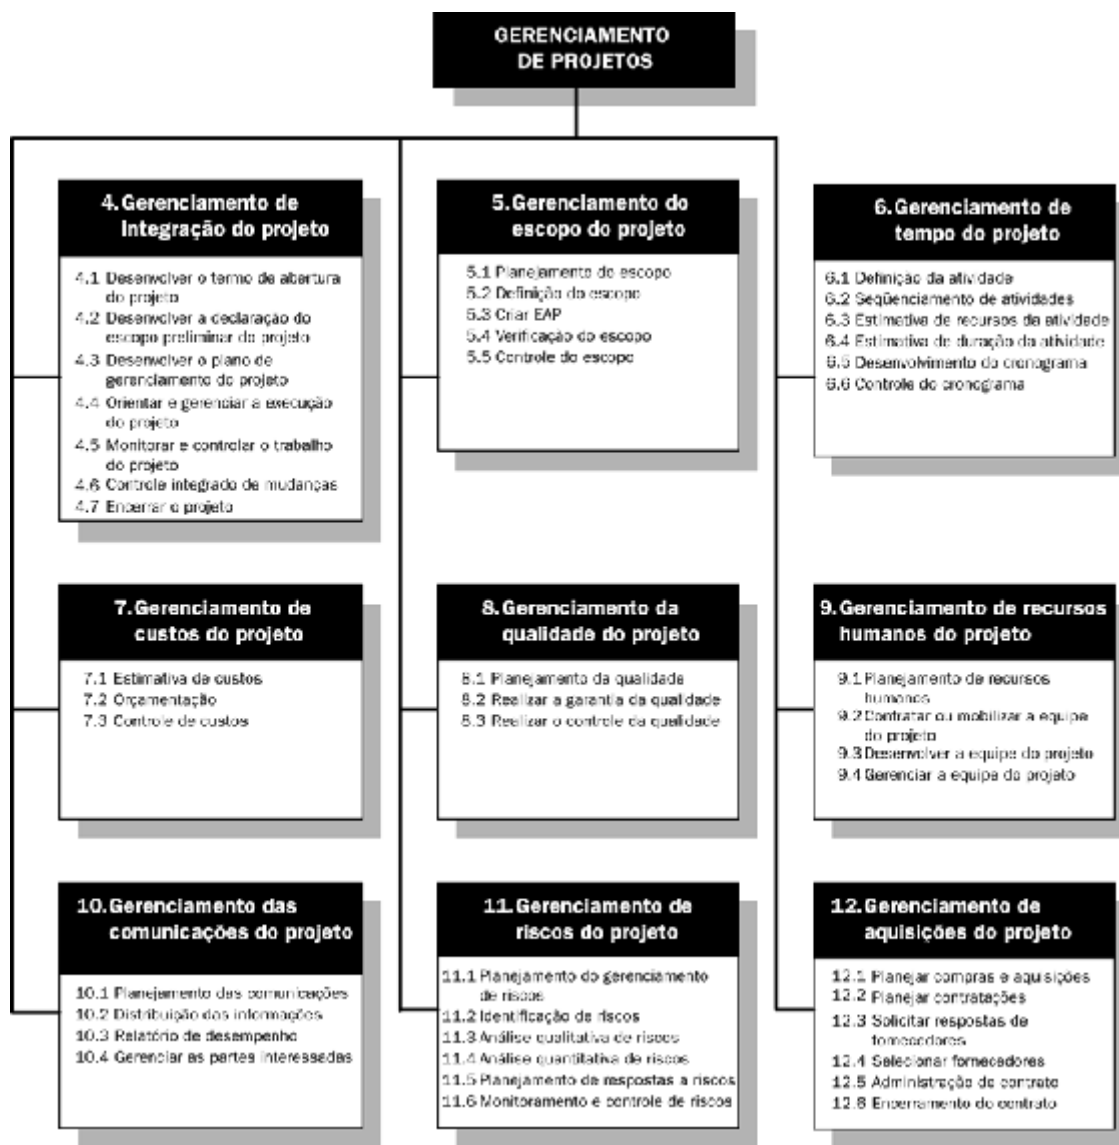 GERENCIAMENTO
DE PROJETOS
4. Gerenciamento de
integração do projeto
4.1 Desenvolver o termo de abertura
do projeto
4.2 Desenvolver a declaração do
escopo preliminar do projeto
4.3 Desenvolver o plano de
gerenciamento do projeto
4.4 Orientar e gerenciar a execução
do projeto
4.5 Monitorar e controlar o trabalho
do projeto
4.6 Controle integrado de mudanças
4.7 Encerrar o projeto
5. Gerenciamento do
escopo do projeto
5.1 Planejamento do escopo
5.2 Definição do escopo
5.3 Criar EAP
5.4 Verificação do escopo
5.5 Controle do escopo
6. Gerenciamento de
tempo do projeto
6.1 Definição da atividade
6.2 Seqüenciamento de atividades
6.3 Estimativa de recursos da atividade
6.4 Estimativa de duração da atividade
6.5 Desenvolvimento do cronograma
6.6 Controle do cronograma
7. Gerenciamento de
custos do projeto
7.1 Estimativa de custos
7.2 Orçamentação
7.3 Controle de custos
8. Gerenciamento da
qualidade do projeto
8.1 Planejamento da qualidade
8.2 Realizar a garantia da qualidade
8.3 Realizar o controle da qualidade
9. Gerenciamento de recursos
humanos do projeto
9.1 Planejamento de recursos
humanos
9.2 Contratar ou mobilizar a equipe
do projeto
9.3 Desenvolver a equipe do projeto
9.4 Gerenciar a equipe do projeto
10. Gerenciamento das
comunicações do projeto
10.1 Planejamento das comunicações
10.2 Distribuição das informações
10.3 Relatório de desempenho
10.4 Gerenciar as partes interessadas
11. Gerenciamento de
riscos do projeto
11.1 Planejamento do gerenciamento
de riscos
11.2 Identificação de riscos
11.3 Análise qualitativa de riscos
11.4 Análise quantitativa de riscos
11.5 Planejamento de respostas a riscos
11.6 Monitoramento e controle de riscos
12. Gerenciamento de
aquisições do projeto
12.1 Planejar compras e aquisições
12.2 Planejar contratações
12.3 Solicitar respostas de
fornecedores
12.4 Selecionar fornecedores
12.5 Administração de contrato
12.6 Encerramento do contrato